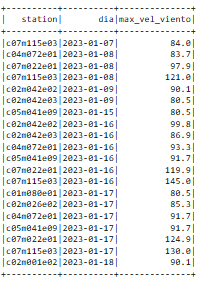 +----------+----------+--------------+
|   station|       dia|max_vel_viento|
+----------+----------+--------------+
|c07m115e03|2023-01-07|          84.0|
|c04m072e01|2023-01-08|          83.7|
|c07m022e01|2023-01-08|          97.9|
|c07m115e03|2023-01-08|         121.0|
|c02m042e02|2023-01-09|          90.1|
|c02m042e03|2023-01-09|          80.5|
|c05m041e09|2023-01-15|          80.5|
|c02m042e02|2023-01-16|          99.8|
|c02m042e03|2023-01-16|          86.9|
|c04m072e01|2023-01-16|          93.3|
|c05m041e09|2023-01-16|          91.7|
|c07m022e01|2023-01-16|         119.9|
|c07m115e03|2023-01-16|         145.0|
|c01m080e01|2023-01-17|          80.5|
|c02m026e02|2023-01-17|          85.3|
|c04m072e01|2023-01-17|          91.7|
|c05m041e09|2023-01-17|          91.7|
|c07m022e01|2023-01-17|         124.9|
|c07m115e03|2023-01-17|         130.0|
|c02m001e02|2023-01-18|          90.1|
+----------+----------+--------------+